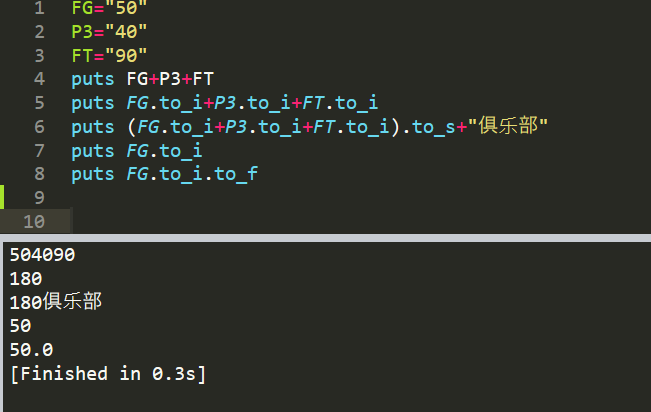 1 FG="50"
2 P3="40"
3 FT="90"
4 puts FG+P3+FT
5 puts FG.to_i+P3.to_i+FT.to_i
6 puts (FG.to_i+P3.to_i+FT.to_i).to_s+"俱乐部"
7 puts FG.to_i
8 puts FG.to_i.to_f
9
10
504090
180
180俱乐部
50
50.0
[Finished in 0.3s]